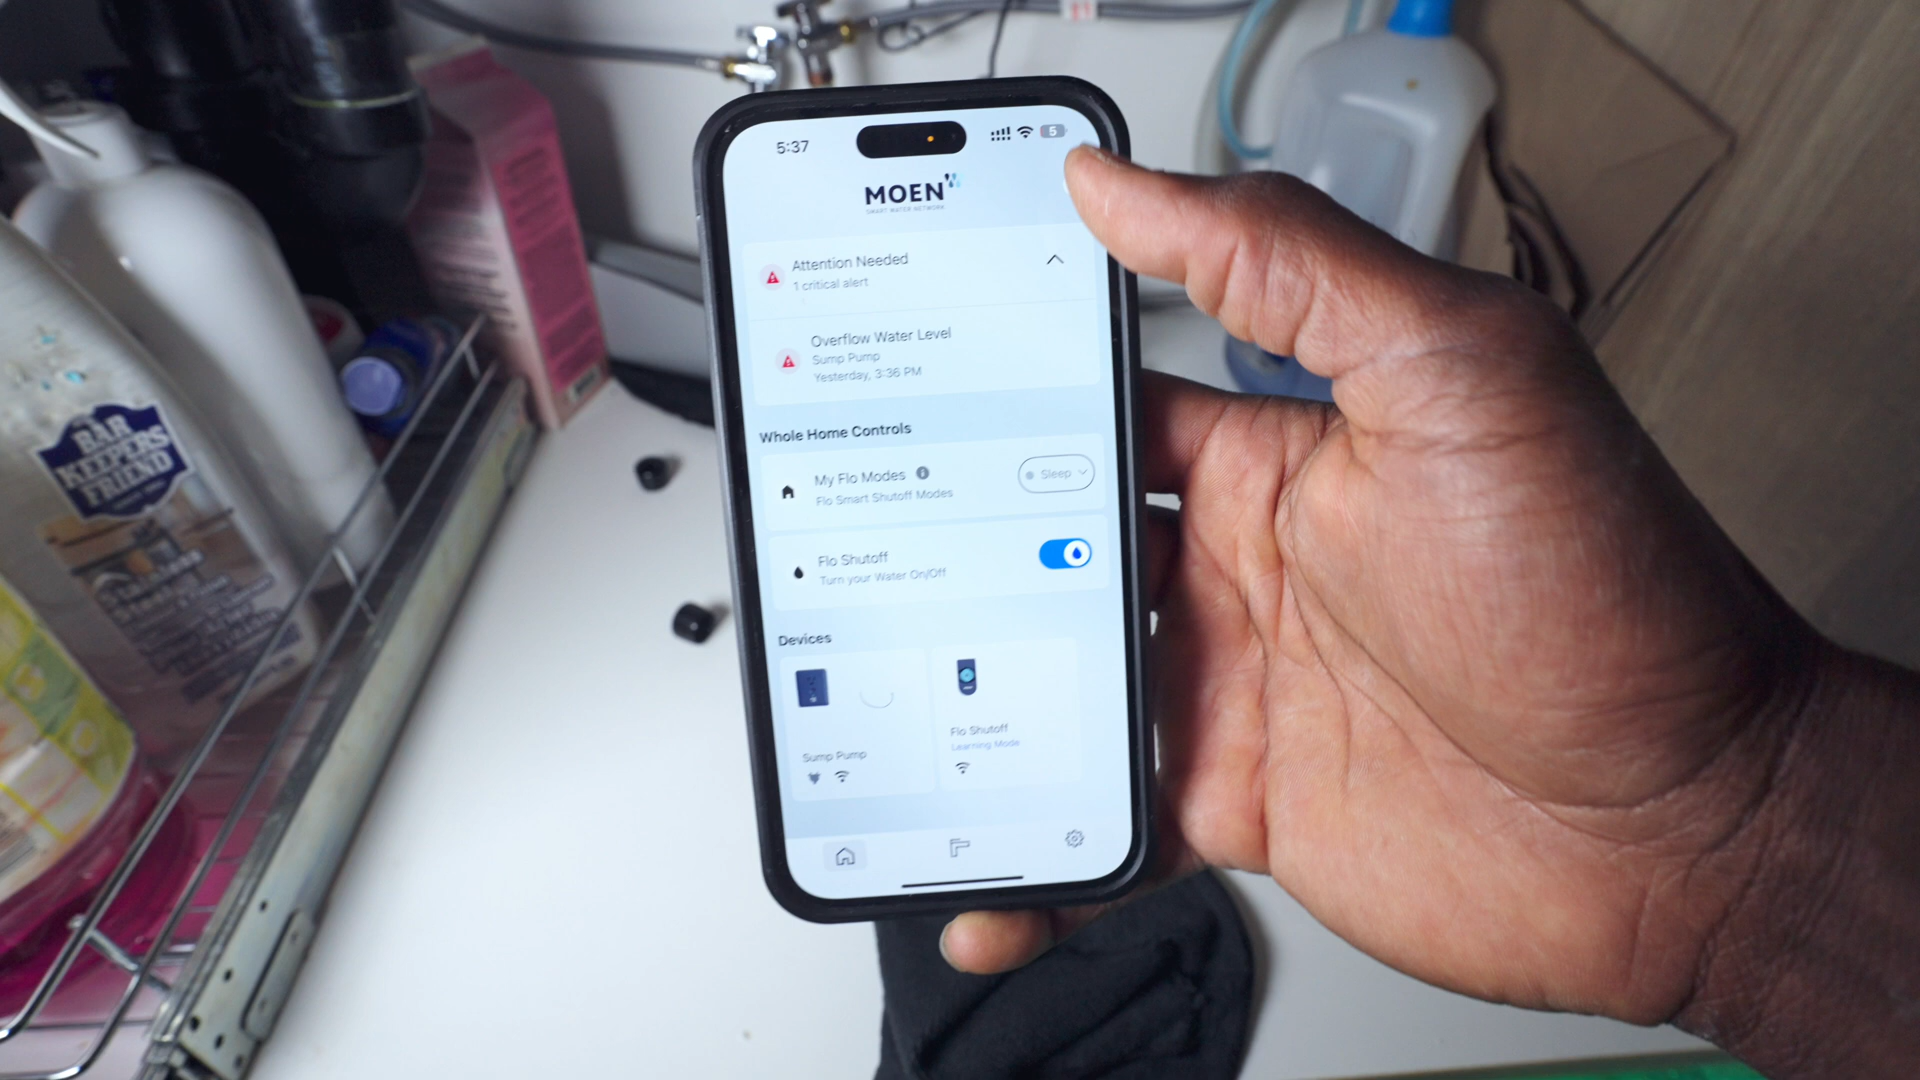 5:37
5
MOEN
SMART WATER NETWORK
Attention Needed
1 critical alert
Overflow Water Level
Sump Pump
Yesterday, 3:36 PM
Whole Home Controls
My Flo Modes
Flo Smart Shutoff Modes
Sleep
Flo Shutoff
Turn your Water On/Off
Devices
Sump Pump
Flo Shutoff
Learning Mode
BAR
KEEPERS
FRIEND